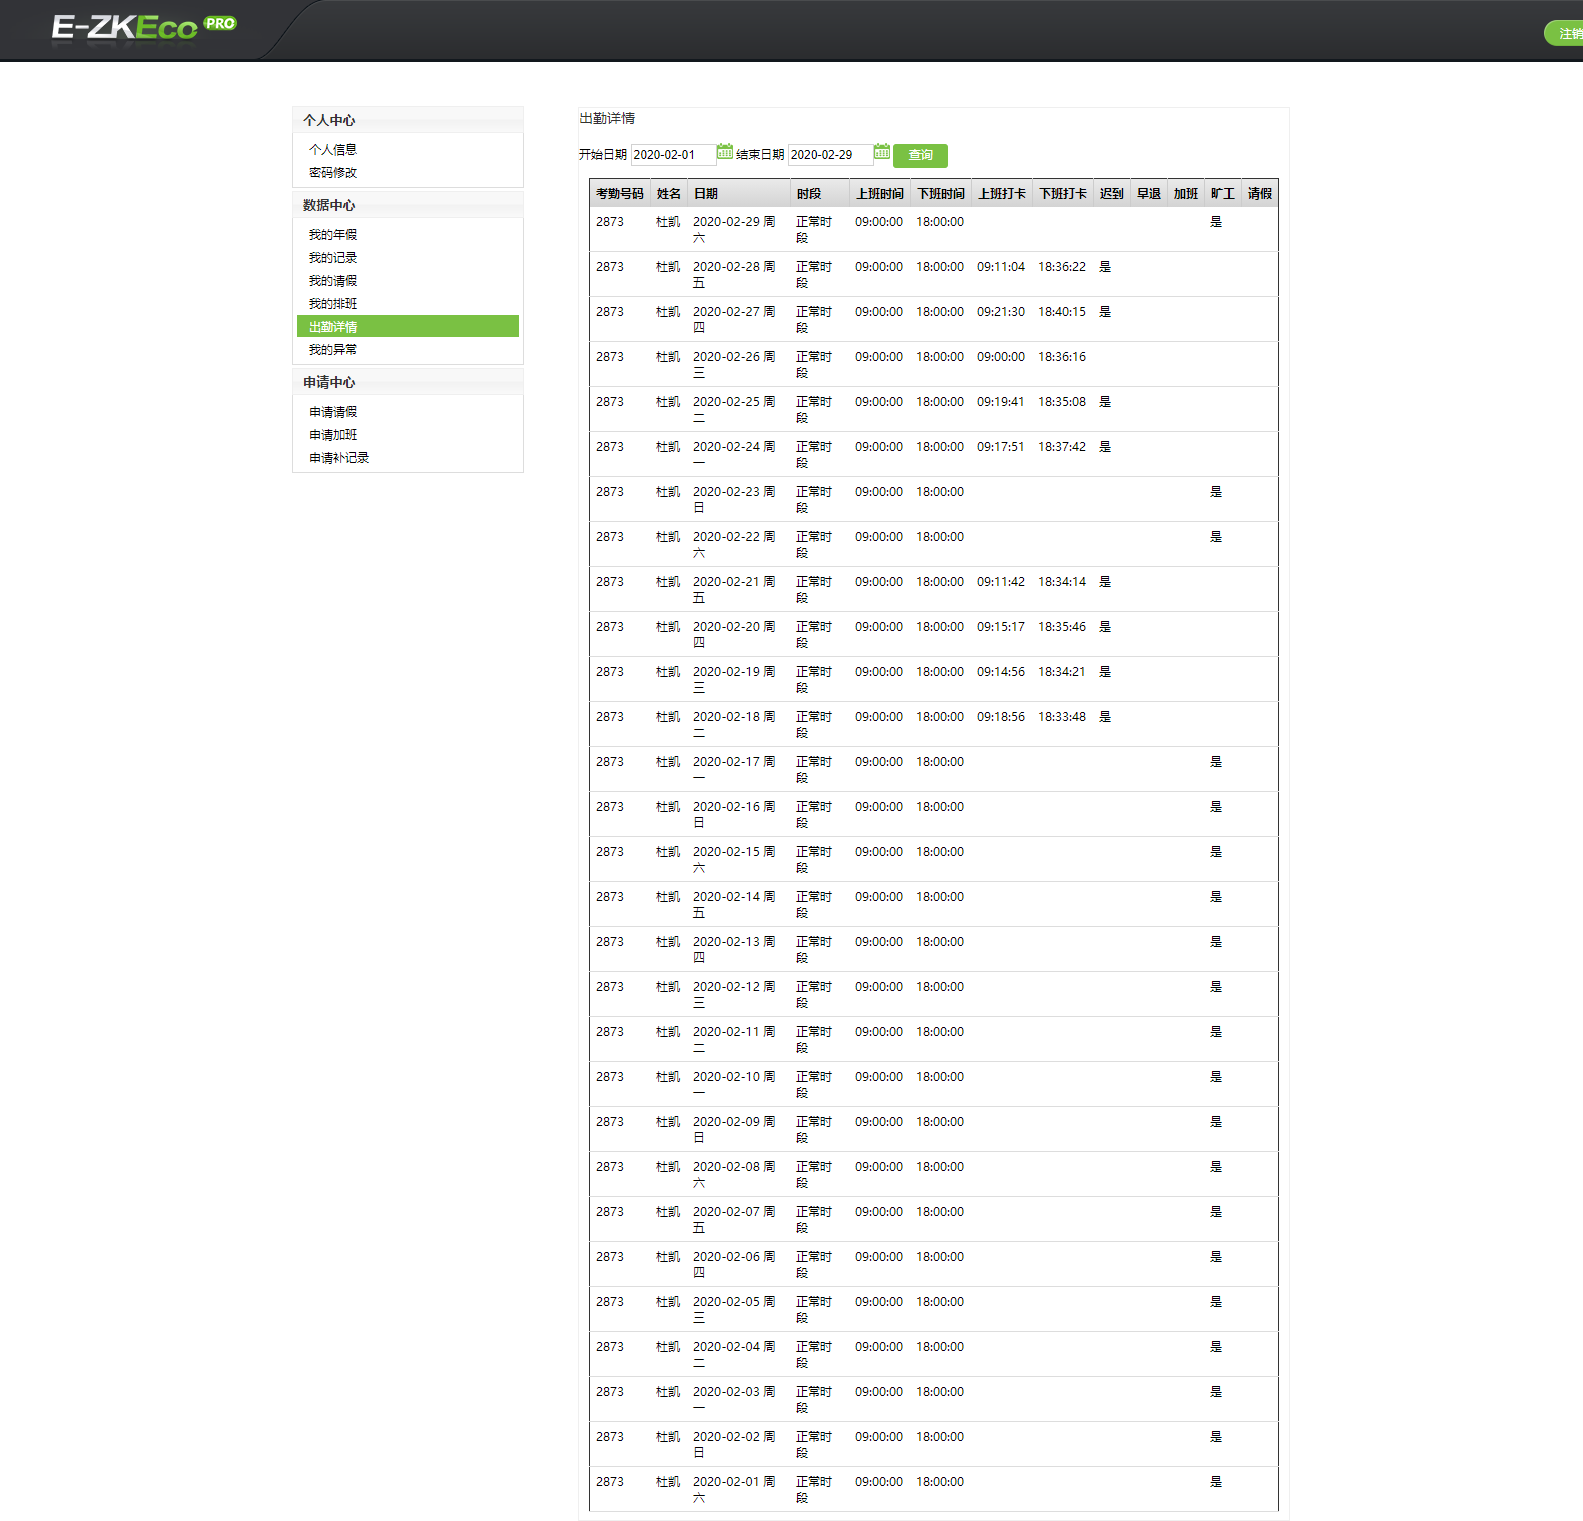 E-ZKEco PRO
注销
个人中心
个人信息
密码修改
数据中心
我的年假
我的记录
我的请假
我的排班
出勤详情
我的异常
申请中心
申请请假
申请加班
申请补记录
出勤详情
开始日期 2020-02-01 结束日期 2020-02-29 查询
考勤号码 姓名 日期 时段 上班时间 下班时间 上班打卡 下班打卡 迟到 早退 加班 旷工 请假
2873 杜凯 2020-02-29 周 正常时 09:00:00 18:00:00 是
六 段
2873 杜凯 2020-02-28 周 正常时 09:00:00 18:00:00 09:11:04 18:36:22 是
五 段
2873 杜凯 2020-02-27 周 正常时 09:00:00 18:00:00 09:21:30 18:40:15 是
四 段
2873 杜凯 2020-02-26 周 正常时 09:00:00 18:00:00 09:00:00 18:36:16
三 段
2873 杜凯 2020-02-25 周 正常时 09:00:00 18:00:00 09:19:41 18:35:08 是
二 段
2873 杜凯 2020-02-24 周 正常时 09:00:00 18:00:00 09:17:51 18:37:42 是
一 段
2873 杜凯 2020-02-23 周 正常时 09:00:00 18:00:00 是
日 段
2873 杜凯 2020-02-22 周 正常时 09:00:00 18:00:00 是
六 段
2873 杜凯 2020-02-21 周 正常时 09:00:00 18:00:00 09:11:42 18:34:14 是
五 段
2873 杜凯 2020-02-20 周 正常时 09:00:00 18:00:00 09:15:17 18:35:46 是
四 段
2873 杜凯 2020-02-19 周 正常时 09:00:00 18:00:00 09:14:56 18:34:21 是
三 段
2873 杜凯 2020-02-18 周 正常时 09:00:00 18:00:00 09:18:56 18:33:48 是
二 段
2873 杜凯 2020-02-17 周 正常时 09:00:00 18:00:00 是
一 段
2873 杜凯 2020-02-16 周 正常时 09:00:00 18:00:00 是
日 段
2873 杜凯 2020-02-15 周 正常时 09:00:00 18:00:00 是
六 段
2873 杜凯 2020-02-14 周 正常时 09:00:00 18:00:00 是
五 段
2873 杜凯 2020-02-13 周 正常时 09:00:00 18:00:00 是
四 段
2873 杜凯 2020-02-12 周 正常时 09:00:00 18:00:00 是
三 段
2873 杜凯 2020-02-11 周 正常时 09:00:00 18:00:00 是
二 段
2873 杜凯 2020-02-10 周 正常时 09:00:00 18:00:00 是
一 段
2873 杜凯 2020-02-09 周 正常时 09:00:00 18:00:00 是
日 段
2873 杜凯 2020-02-08 周 正常时 09:00:00 18:00:00 是
六 段
2873 杜凯 2020-02-07 周 正常时 09:00:00 18:00:00 是
五 段
2873 杜凯 2020-02-06 周 正常时 09:00:00 18:00:00 是
四 段
2873 杜凯 2020-02-05 周 正常时 09:00:00 18:00:00 是
三 段
2873 杜凯 2020-02-04 周 正常时 09:00:00 18:00:00 是
二 段
2873 杜凯 2020-02-03 周 正常时 09:00:00 18:00:00 是
一 段
2873 杜凯 2020-02-02 周 正常时 09:00:00 18:00:00 是
日 段
2873 杜凯 2020-02-01 周 正常时 09:00:00 18:00:00 是
六 段